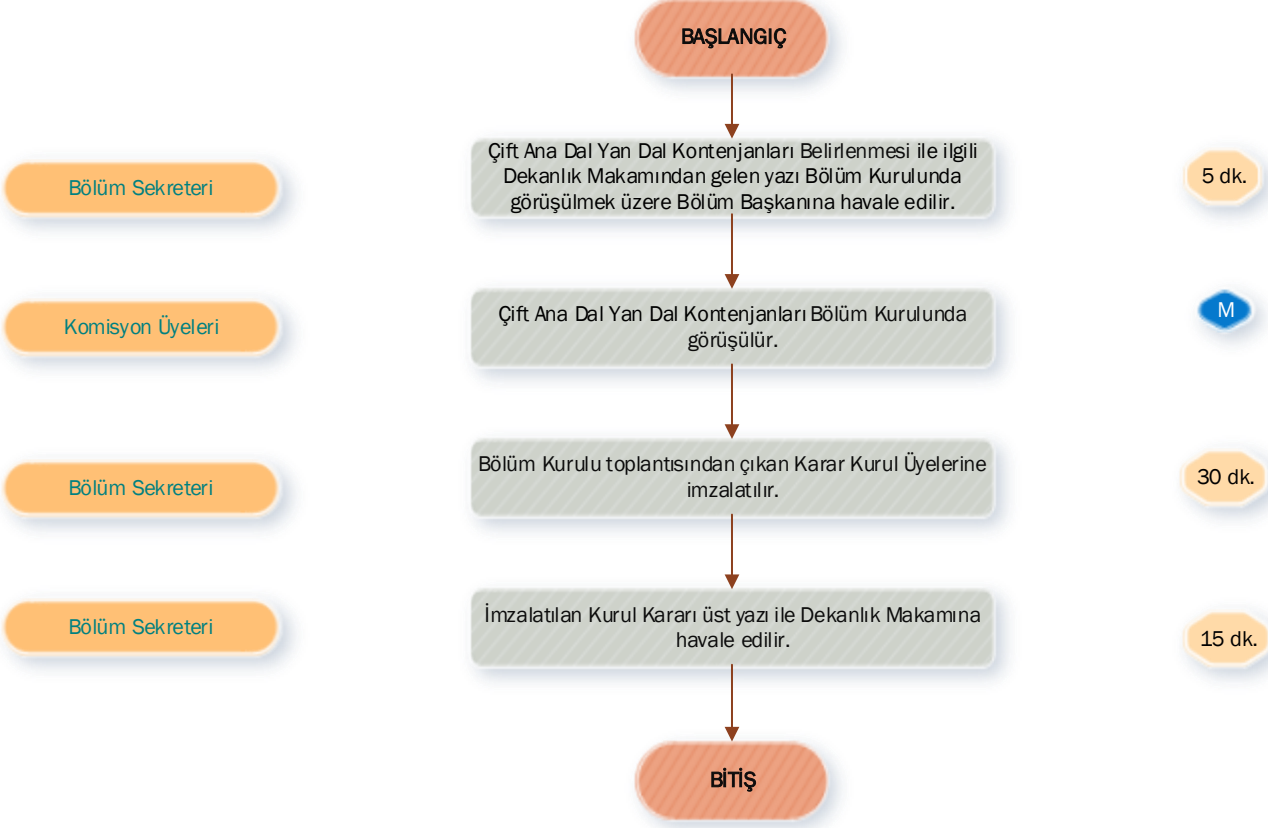 BAŞLANGIÇ
Bölüm Sekreteri
Çift Ana Dal Yan Dal Kontenjanları Belirlenmesi ile ilgili
Dekanlık Makamından gelen yazı Bölüm Kurulunda
görüşülmek üzere Bölüm Başkanına havale edilir.
5 dk.
Komisyon Üyeleri
Çift Ana Dal Yan Dal Kontenjanları Bölüm Kurulunda
görüşülür.
M
Bölüm Sekreteri
Bölüm Kurulu toplantısından çıkan Karar Kurul Üyelerine
imzalatılır.
30 dk.
Bölüm Sekreteri
İmzalatılan Kurul Kararı üst yazı ile Dekanlık Makamına
havale edilir.
15 dk.
BİTİŞ